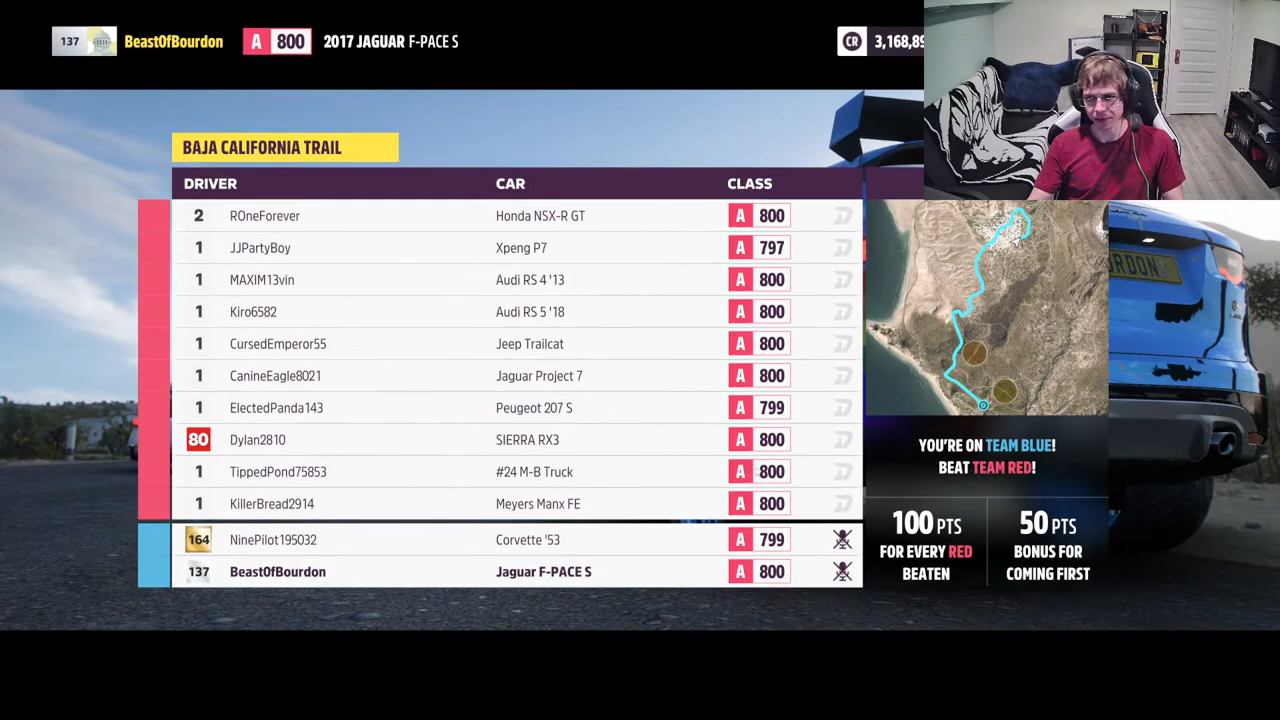 137 BeastOfBourdon A 800 2017 JAGUAR F-PACE S CR 3,168,89
BAJA CALIFORNIA TRAIL
DRIVER CAR CLASS
2 ROneForever Honda NSX-R GT A 800
1 JJPartyBoy Xpeng P7 A 797
1 MAXIM13vin Audi RS 4 '13 A 800
1 Kiro6582 Audi RS 5 '18 A 800
1 CursedEmperor55 Jeep Trailcat A 800
1 CanineEagle8021 Jaguar Project 7 A 800
1 ElectedPanda143 Peugeot 207 S A 799
80 Dylan2810 SIERRA RX3 A 800
1 TippedPond75853 #24 M-B Truck A 800
1 KillerBread2914 Meyers Manx FE A 800
164 NinePilot195032 Corvette '53 A 799
137 BeastOfBourdon Jaguar F-PACE S A 800
YOU'RE ON TEAM BLUE!
BEAT TEAM RED!
100 PTS
FOR EVERY RED
BEATEN
50 PTS
BONUS FOR
COMING FIRST
URDON